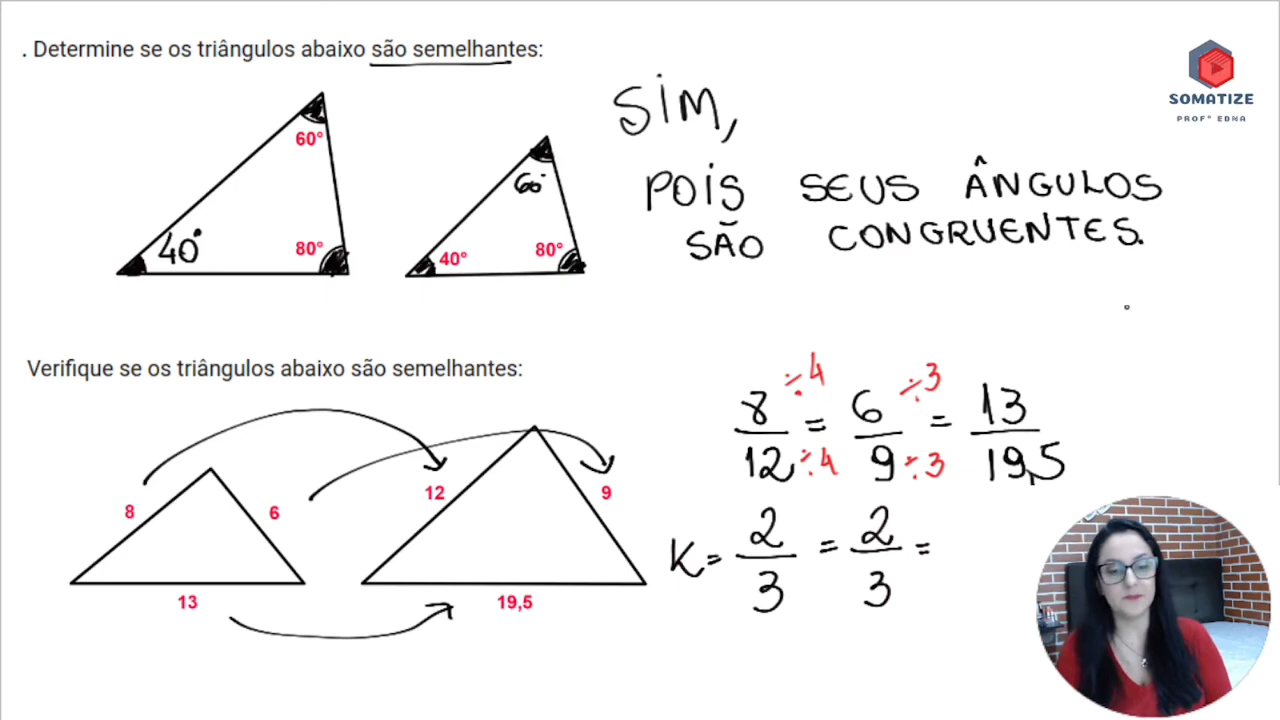 . Determine se os triângulos abaixo são semelhantes:
SOMATIZE
PROFª EDNA
60°
40°
80°
60°
40°
80°
SIM,
POIS SEUS ÂNGULOS
SÃO CONGRUENTES.
Verifique se os triângulos abaixo são semelhantes:
8
6
13
12
9
19,5
8 ÷4 = 6 ÷3 = 13
12 ÷4 9 ÷3 19,5
K = 2 = 2 =
3 3